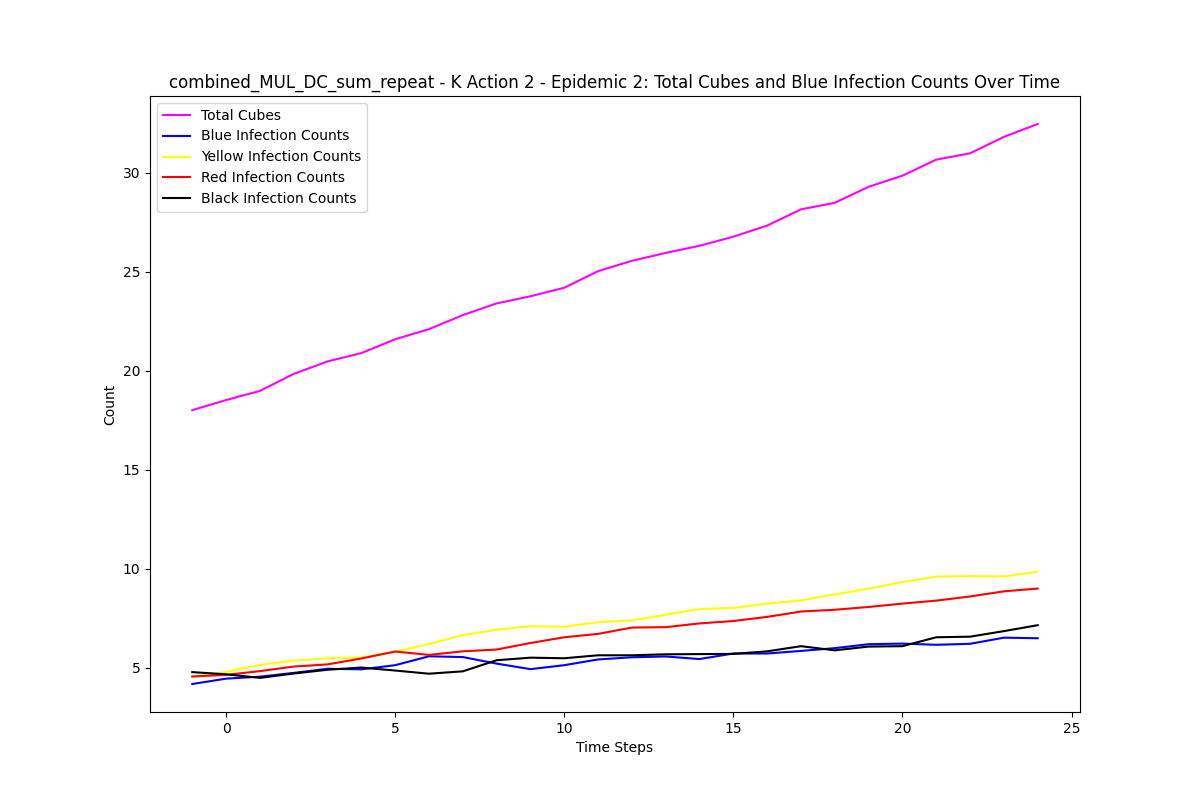 combined_MUL_DC_sum_repeat - K Action 2 - Epidemic 2: Total Cubes and Blue Infection Counts Over Time
Total Cubes
Blue Infection Counts
Yellow Infection Counts
Red Infection Counts
Black Infection Counts
30
25
20
15
10
5
Count
0 5 10 15 20 25
Time Steps